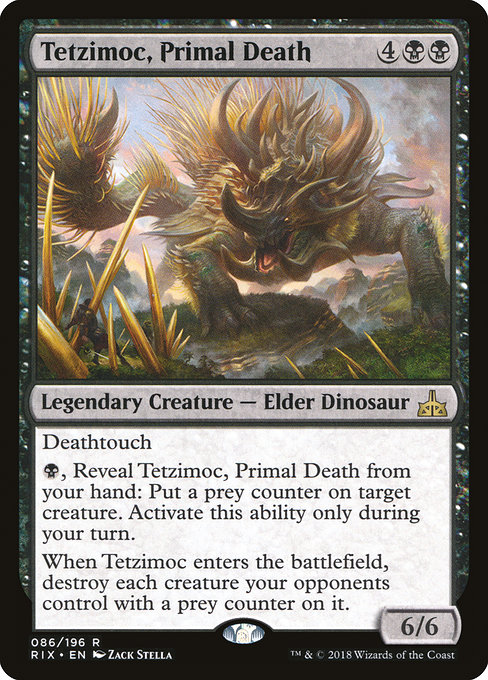 Tetzimoc, Primal Death 4
Legendary Creature — Elder Dinosaur
Deathtouch
, Reveal Tetzimoc, Primal Death from
your hand: Put a prey counter on target
creature. Activate this ability only during
your turn.
When Tetzimoc enters the battlefield,
destroy each creature your opponents
control with a prey counter on it.
6/6
086/196 R
RIX • EN Zack Stella
™ & © 2018 Wizards of the Coast